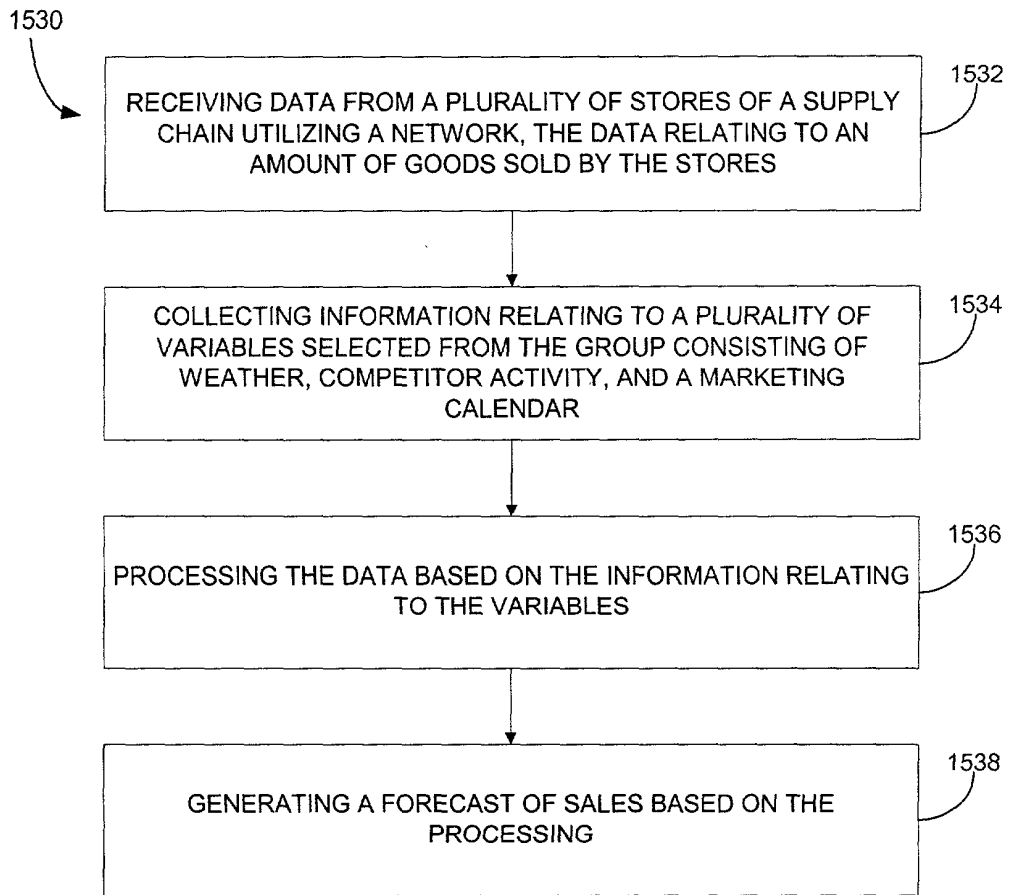 1530
1532
RECEIVING DATA FROM A PLURALITY OF STORES OF A SUPPLY
CHAIN UTILIZING A NETWORK, THE DATA RELATING TO AN
AMOUNT OF GOODS SOLD BY THE STORES
1534
COLLECTING INFORMATION RELATING TO A PLURALITY OF
VARIABLES SELECTED FROM THE GROUP CONSISTING OF
WEATHER, COMPETITOR ACTIVITY, AND A MARKETING
CALENDAR
1536
PROCESSING THE DATA BASED ON THE INFORMATION RELATING
TO THE VARIABLES
1538
GENERATING A FORECAST OF SALES BASED ON THE
PROCESSING